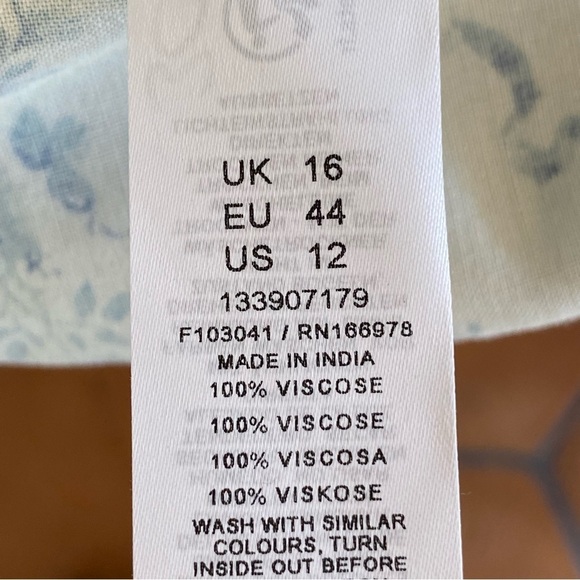 UK 16
EU 44
US 12
133907179
F103041 / RN166978
MADE IN INDIA
100% VISCOSE
100% VISCOSE
100% VISCOSA
100% VISKOSE
WASH WITH SIMILAR
COLOURS, TURN
INSIDE OUT BEFORE